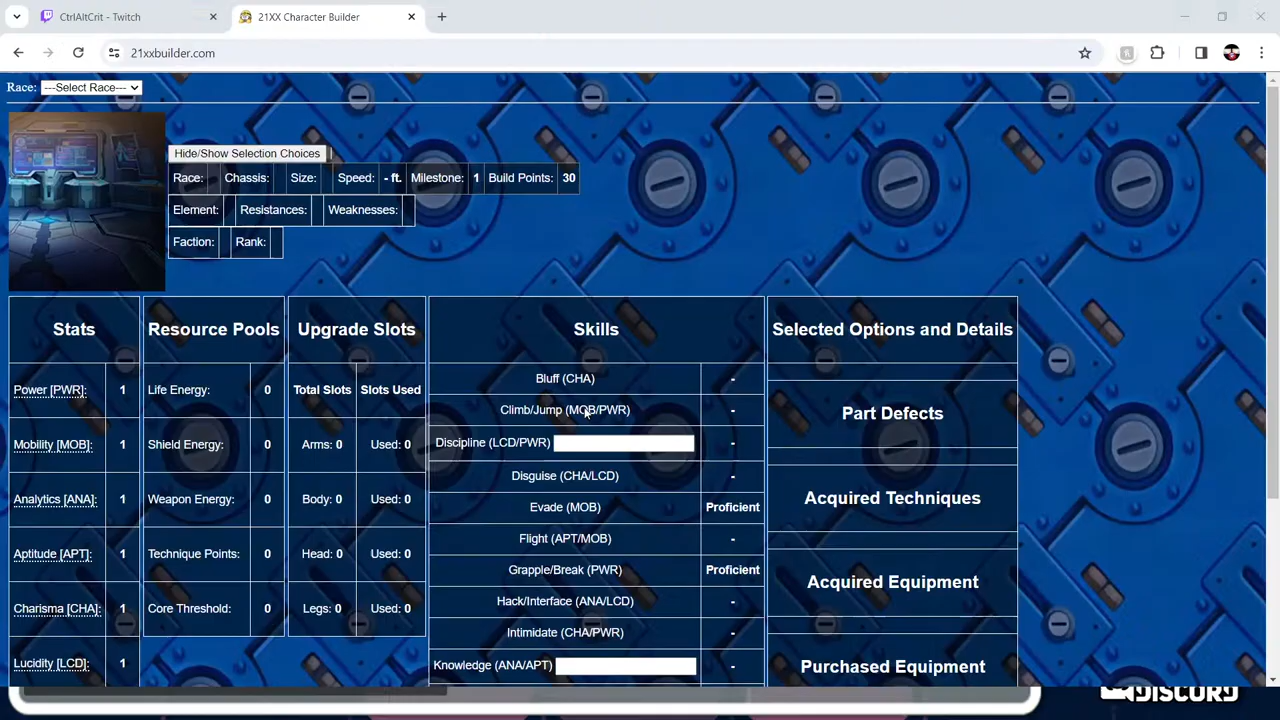 CtrlAltCrit - Twitch
21XX Character Builder
21xxbuilder.com
Race: ---Select Race---
Hide/Show Selection Choices
Race: Chassis: Size: Speed: - ft. Milestone: 1 Build Points: 30
Element: Resistances: Weaknesses:
Faction: Rank:
Stats
Power [PWR]: 1
Mobility [MOB]: 1
Analytics [ANA]: 1
Aptitude [APT]: 1
Charisma [CHA]: 1
Lucidity [LCD]: 1
Resource Pools
Life Energy: 0
Shield Energy: 0
Weapon Energy: 0
Technique Points: 0
Core Threshold: 0
Upgrade Slots
Total Slots Slots Used
Arms: 0 Used: 0
Body: 0 Used: 0
Head: 0 Used: 0
Legs: 0 Used: 0
Skills
Bluff (CHA) -
Climb/Jump (MOB/PWR) -
Discipline (LCD/PWR) -
Disguise (CHA/LCD) -
Evade (MOB) Proficient
Flight (APT/MOB) -
Grapple/Break (PWR) Proficient
Hack/Interface (ANA/LCD) -
Intimidate (CHA/PWR) -
Knowledge (ANA/APT) -
Selected Options and Details
Part Defects
Acquired Techniques
Acquired Equipment
Purchased Equipment
DISCORD